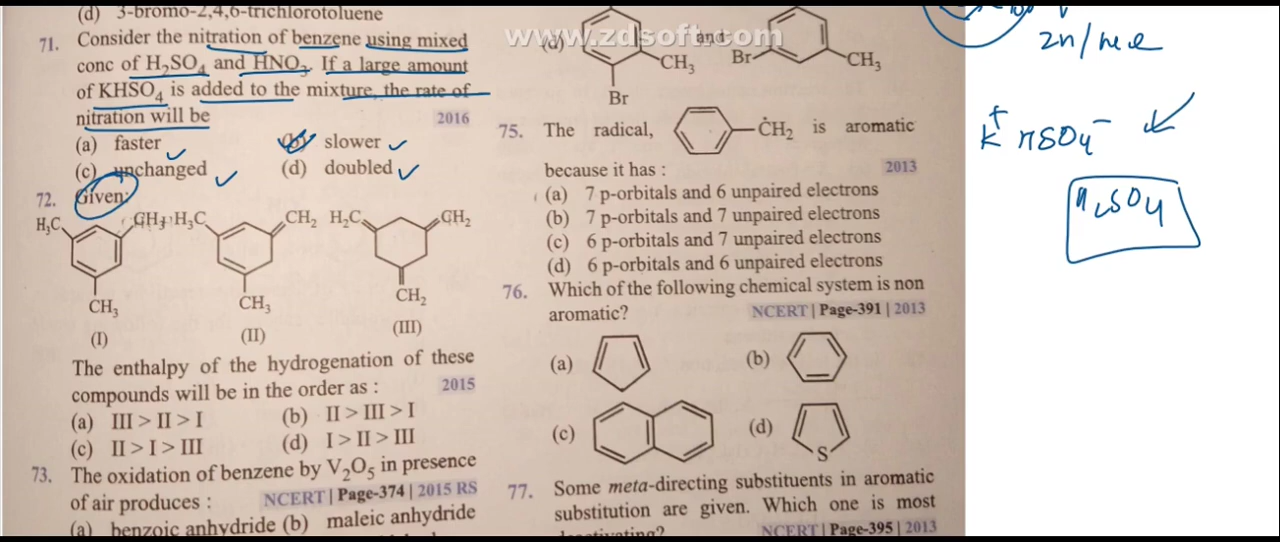 (d) 3-bromo-2,4,6-trichlorotoluene
71. Consider the nitration of benzene using mixed
conc of H₂SO₄ and HNO₃. If a large amount
of KHSO₄ is added to the mixture, the rate of
nitration will be 2016
(a) faster (b) slower
(c) unchanged (d) doubled
72. Given:
H₃C CH₃ H₃C CH₂ H₂C CH₂
CH₃ CH₃ CH₂
(I) (II) (III)
The enthalpy of the hydrogenation of these
compounds will be in the order as : 2015
(a) III > II > I (b) II > III > I
(c) II > I > III (d) I > II > III
73. The oxidation of benzene by V₂O₅ in presence
of air produces : NCERT | Page-374 | 2015 RS
(a) benzoic anhydride (b) maleic anhydride
www.zdsoft.com
(d) and
CH₃ Br CH₃
Br
75. The radical, ĊH₂ is aromatic
because it has : 2013
(a) 7 p-orbitals and 6 unpaired electrons
(b) 7 p-orbitals and 7 unpaired electrons
(c) 6 p-orbitals and 7 unpaired electrons
(d) 6 p-orbitals and 6 unpaired electrons
76. Which of the following chemical system is non
aromatic? NCERT | Page-391 | 2013
(a) (b)
(c) (d)
S
77. Some meta-directing substituents in aromatic
substitution are given. Which one is most
deactivating? NCERT | Page-395 | 2013
K⁺ HSO₄⁻
H₂SO₄